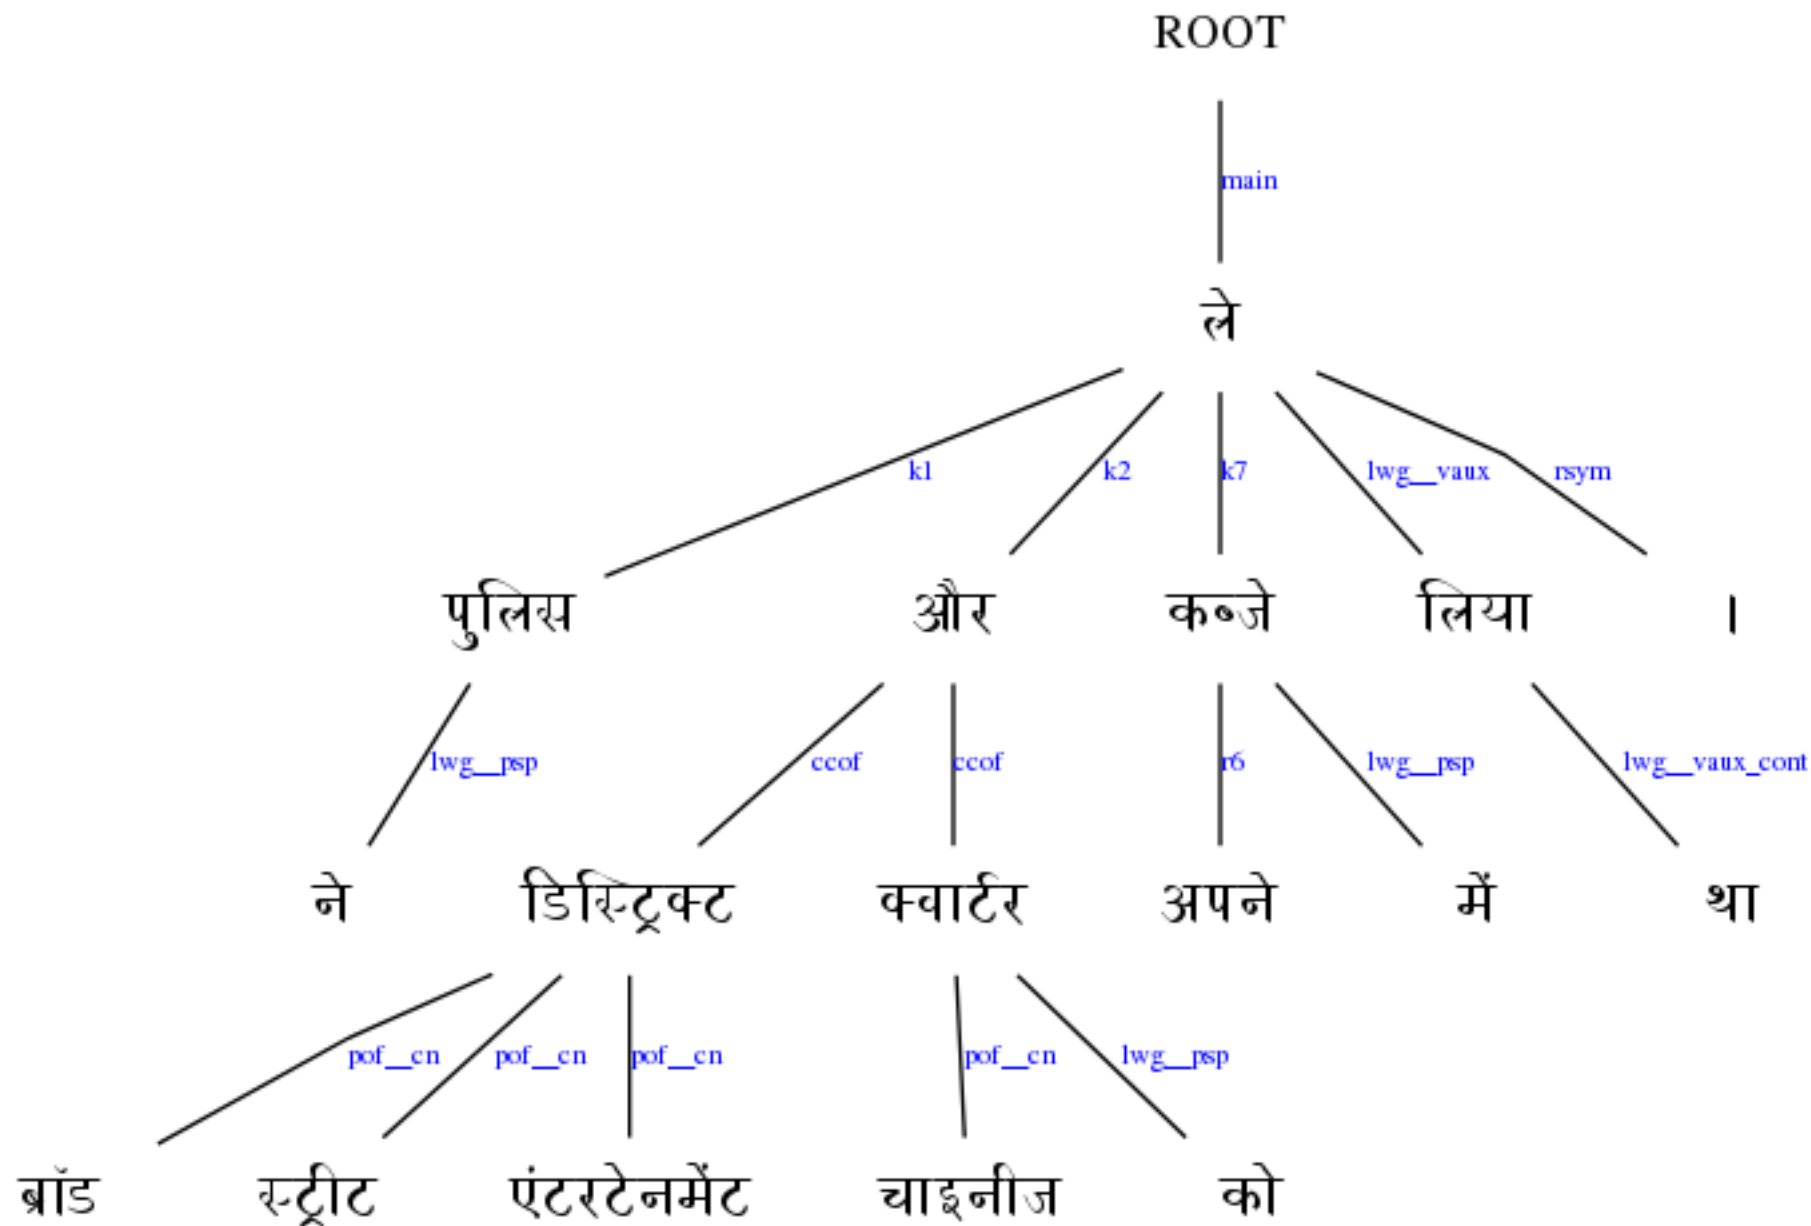 ROOT
main
ले
k1 k2 k7 lwg__vaux rsym
पुलिस और कब्जे लिया ।
lwg__psp ccof ccof r6 lwg__psp lwg__vaux_cont
ने डिस्ट्रिक्ट क्वार्टर अपने में था
pof__cn pof__cn pof__cn pof__cn lwg__psp
ब्रॉड स्ट्रीट एंटरटेनमेंट चाइनीज को